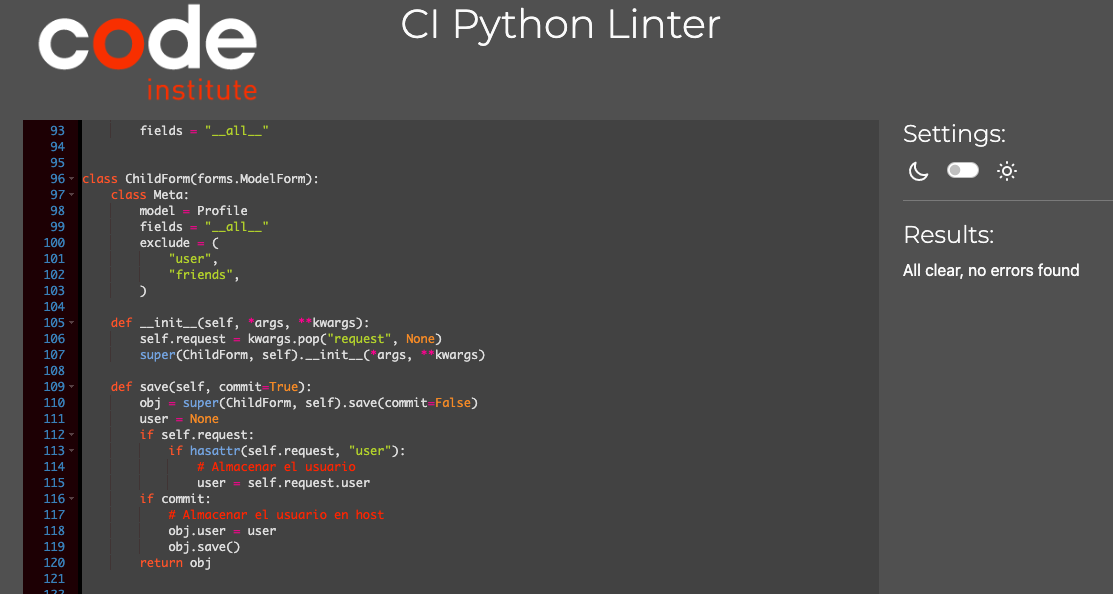 code
institute
CI Python Linter
93         fields = "__all__"
94
95
96 class ChildForm(forms.ModelForm):
97     class Meta:
98         model = Profile
99         fields = "__all__"
100         exclude = (
101             "user",
102             "friends",
103         )
104
105     def __init__(self, *args, **kwargs):
106         self.request = kwargs.pop("request", None)
107         super(ChildForm, self).__init__(*args, **kwargs)
108
109     def save(self, commit=True):
110         obj = super(ChildForm, self).save(commit=False)
111         user = None
112         if self.request:
113             if hasattr(self.request, "user"):
114                 # Almacenar el usuario
115                 user = self.request.user
116         if commit:
117             # Almacenar el usuario en host
118             obj.user = user
119             obj.save()
120         return obj
121
Settings:
Results:
All clear, no errors found